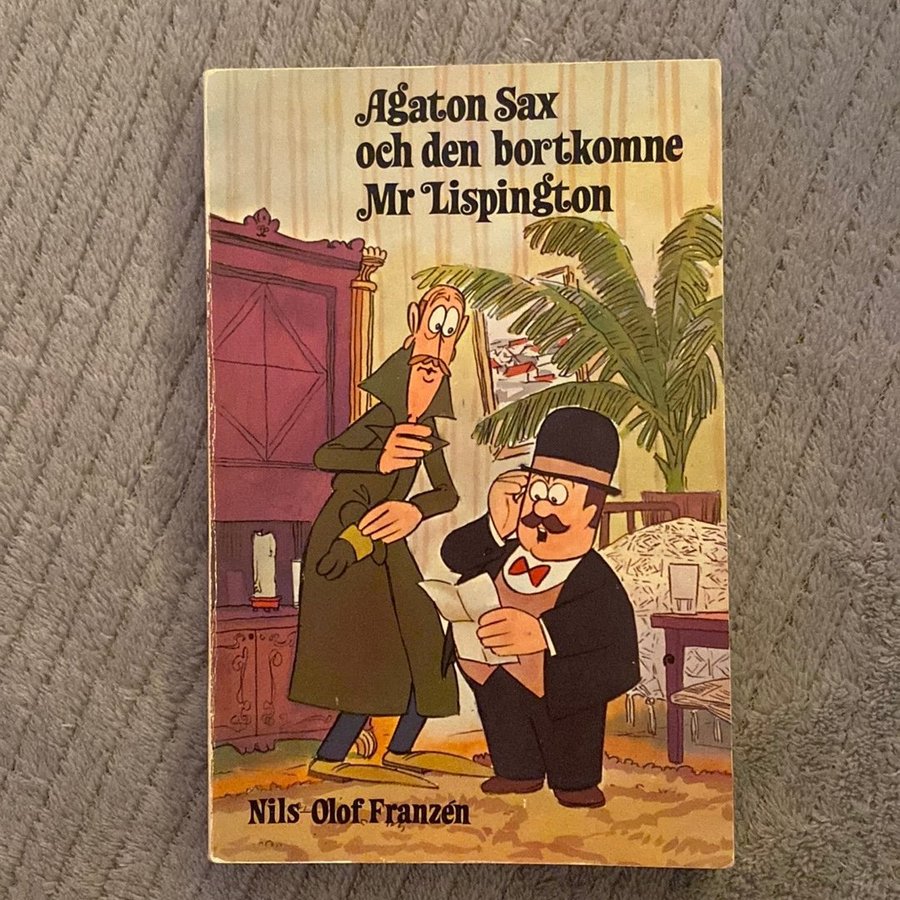 Agaton Sax
och den bortkomne
Mr Lispington
Nils-Olof Franzén